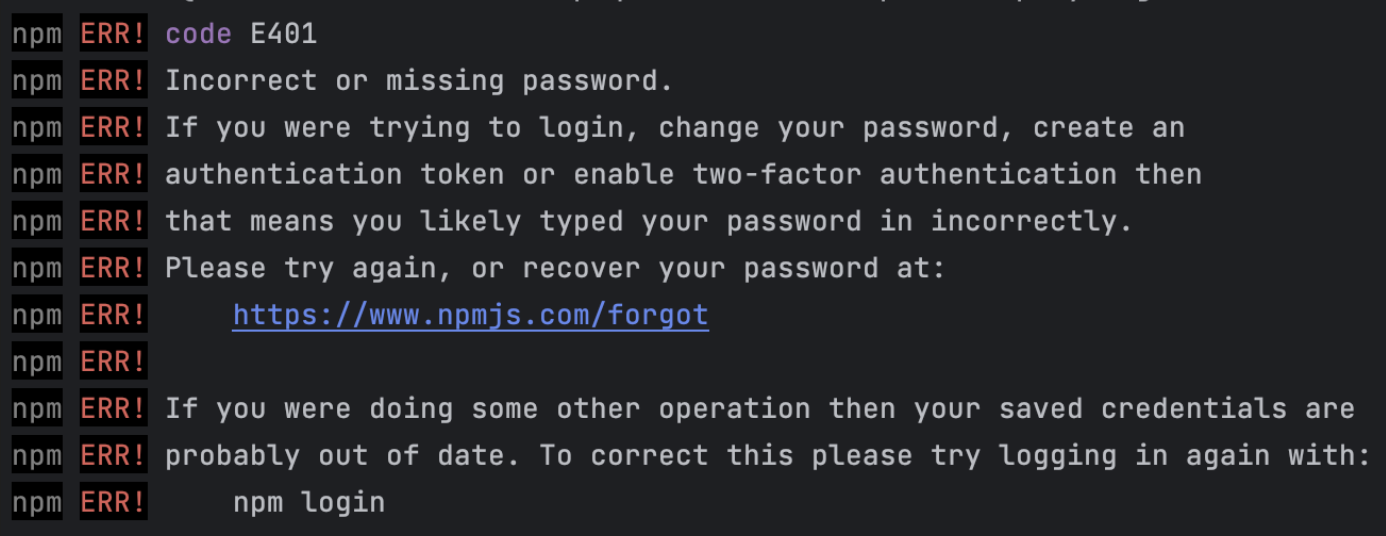 npm ERR! code E401
npm ERR! Incorrect or missing password.
npm ERR! If you were trying to login, change your password, create an
npm ERR! authentication token or enable two-factor authentication then
npm ERR! that means you likely typed your password in incorrectly.
npm ERR! Please try again, or recover your password at:
npm ERR!     https://www.npmjs.com/forgot
npm ERR!
npm ERR! If you were doing some other operation then your saved credentials are
npm ERR! probably out of date. To correct this please try logging in again with:
npm ERR!     npm login